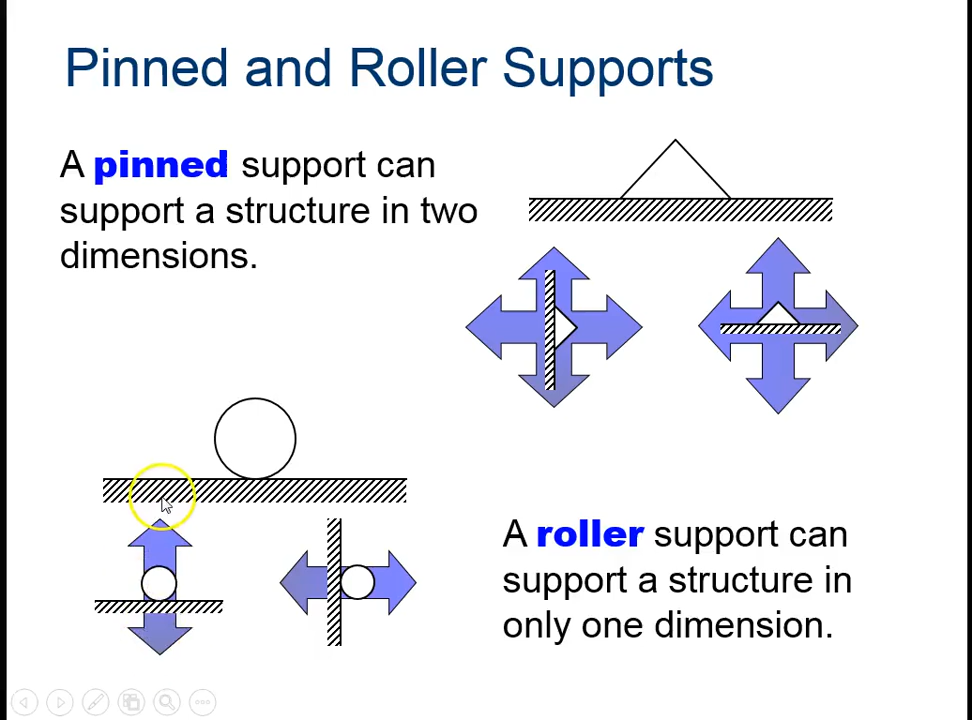 Pinned and Roller Supports
A pinned support can
support a structure in two
dimensions.
A roller support can
support a structure in
only one dimension.